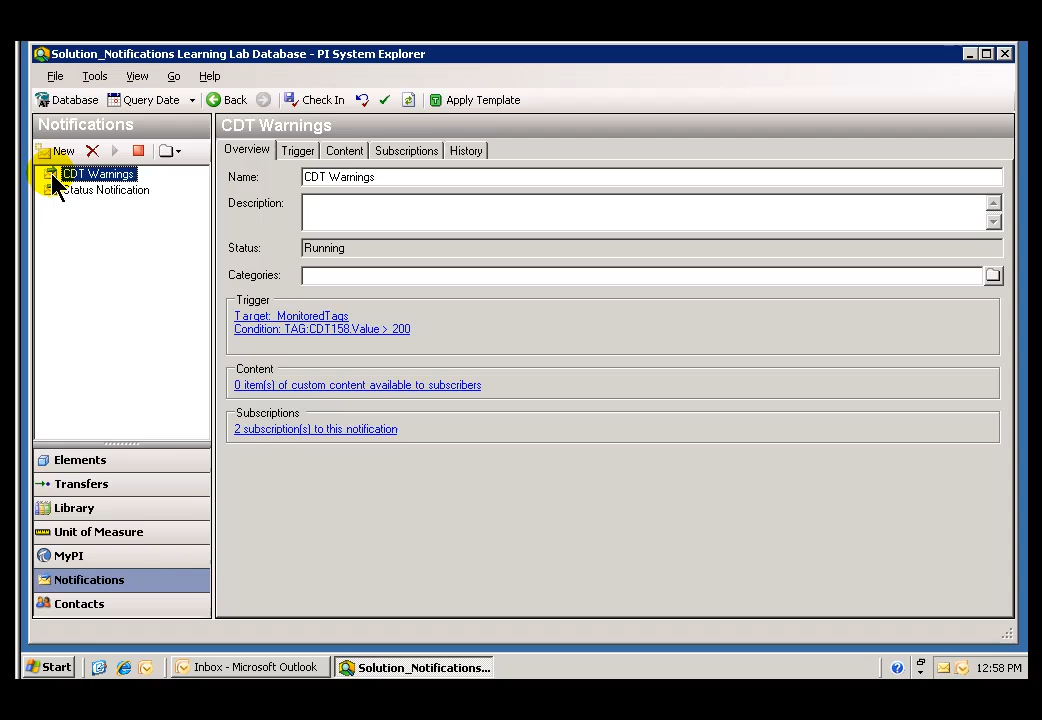 Solution_Notifications Learning Lab Database - PI System Explorer
File Tools View Go Help
Database Query Date Back Check In Apply Template
Notifications
CDT Warnings
New
Overview Trigger Content Subscriptions History
CDT Warnings
Status Notification
Name: CDT Warnings
Description:
Status: Running
Categories:
Trigger
Target: MonitoredTags
Condition: TAG:CDT158.Value > 200
Content
0 item(s) of custom content available to subscribers
Subscriptions
2 subscription(s) to this notification
Elements
Transfers
Library
Unit of Measure
MyPI
Notifications
Contacts
Start Inbox - Microsoft Outlook Solution_Notifications... 12:58 PM